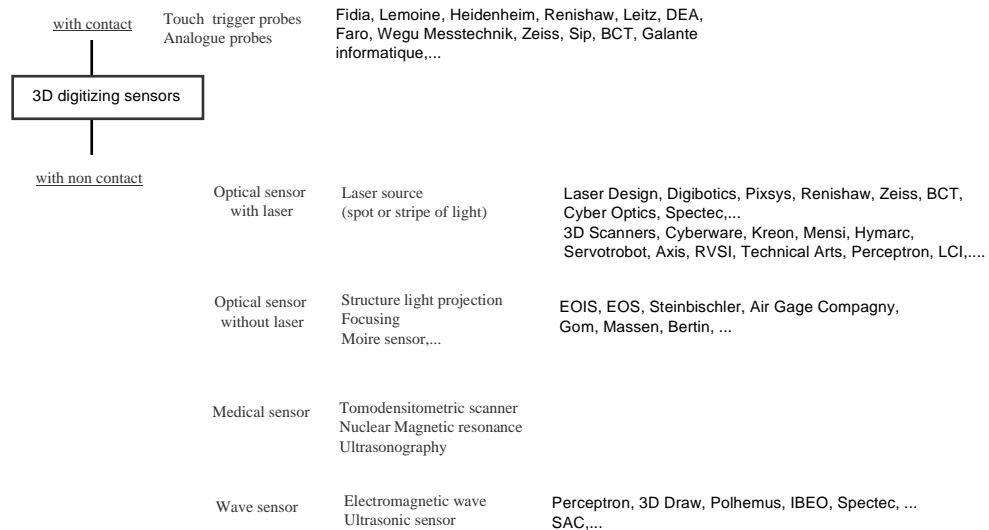 with contact
Touch trigger probes
Analogue probes
Fidia, Lemoine, Heidenheim, Renishaw, Leitz, DEA,
Faro, Wegu Messtechnik, Zeiss, Sip, BCT, Galante
informatique,...
3D digitizing sensors
with non contact
Optical sensor
with laser
Laser source
(spot or stripe of light)
Laser Design, Digibotics, Pixsys, Renishaw, Zeiss, BCT,
Cyber Optics, Spectec,...
3D Scanners, Cyberware, Kreon, Mensi, Hymarc,
Servotrobot, Axis, RVSI, Technical Arts, Perceptron, LCI,....
Optical sensor
without laser
Structure light projection
Focusing
Moire sensor,...
EOIS, EOS, Steinbischler, Air Gage Compagny,
Gom, Massen, Bertin, ...
Medical sensor
Tomodensitometric scanner
Nuclear Magnetic resonance
Ultrasonography
Wave sensor
Electromagnetic wave
Ultrasonic sensor
Perceptron, 3D Draw, Polhemus, IBEO, Spectec, ...
SAC,...